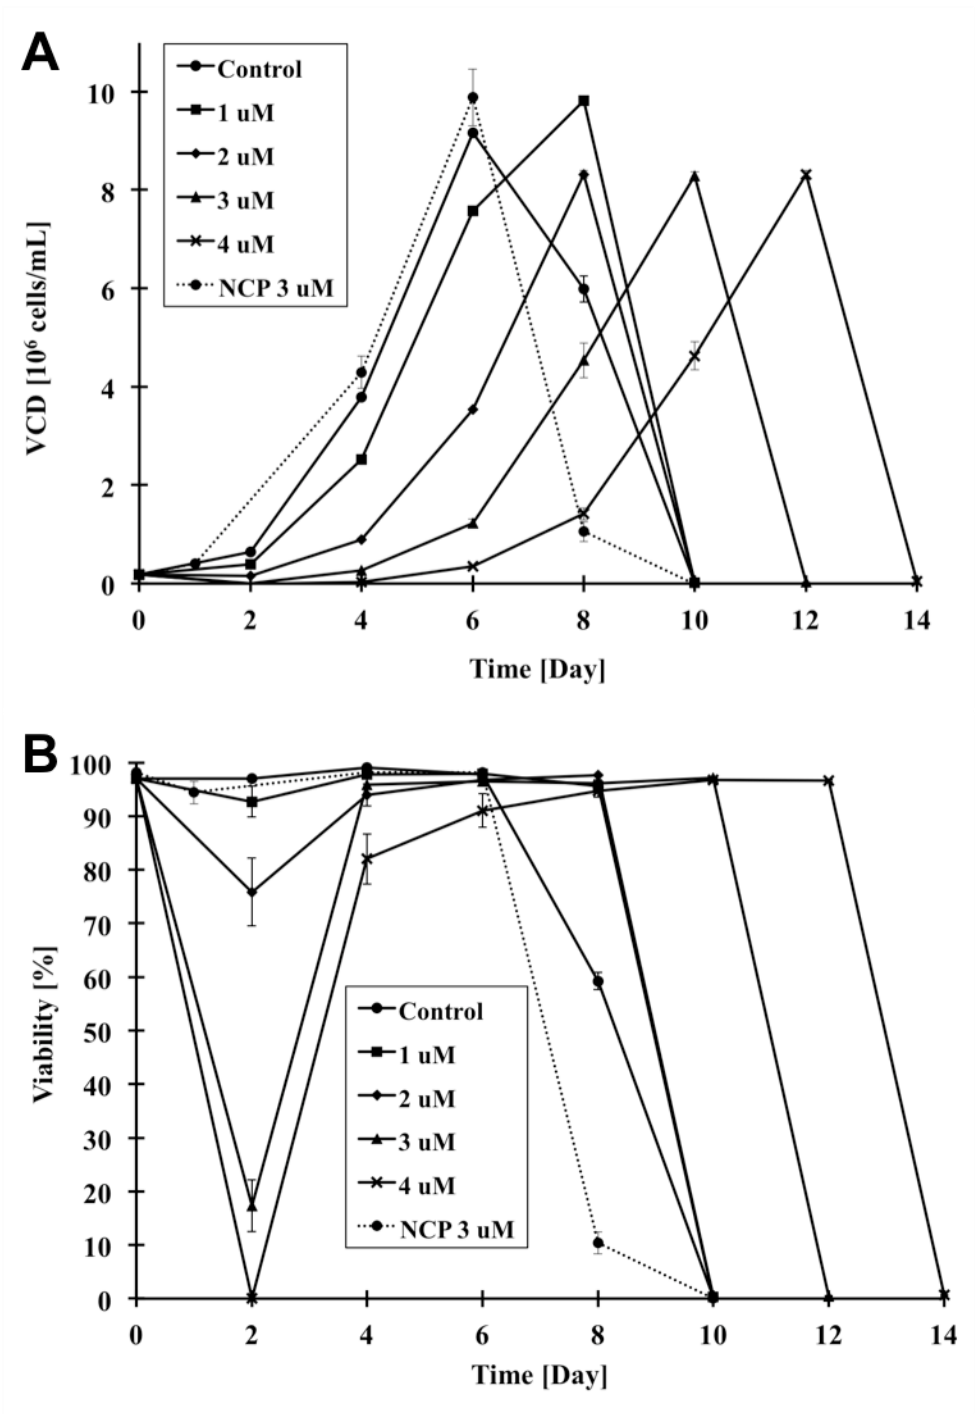 A
Control
1 uM
2 uM
3 uM
4 uM
NCP 3 uM
VCD [10⁶ cells/mL]
10
8
6
4
2
0
0 2 4 6 8 10 12 14
Time [Day]
B
100
90
80
70
60
50
40
30
20
10
0
Viability [%]
Control
1 uM
2 uM
3 uM
4 uM
NCP 3 uM
0 2 4 6 8 10 12 14
Time [Day]